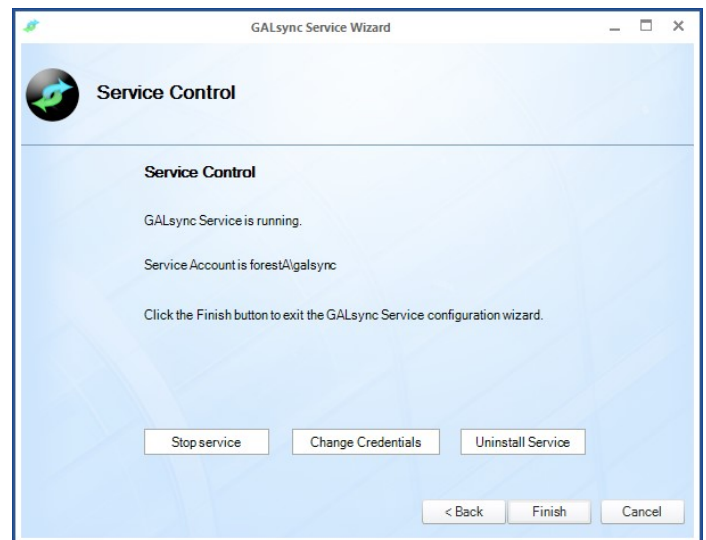 GALsync Service Wizard
Service Control
Service Control
GALsync Service is running.
Service Account is forestA\galsync
Click the Finish button to exit the GALsync Service configuration wizard.
Stop service Change Credentials Uninstall Service
< Back Finish Cancel